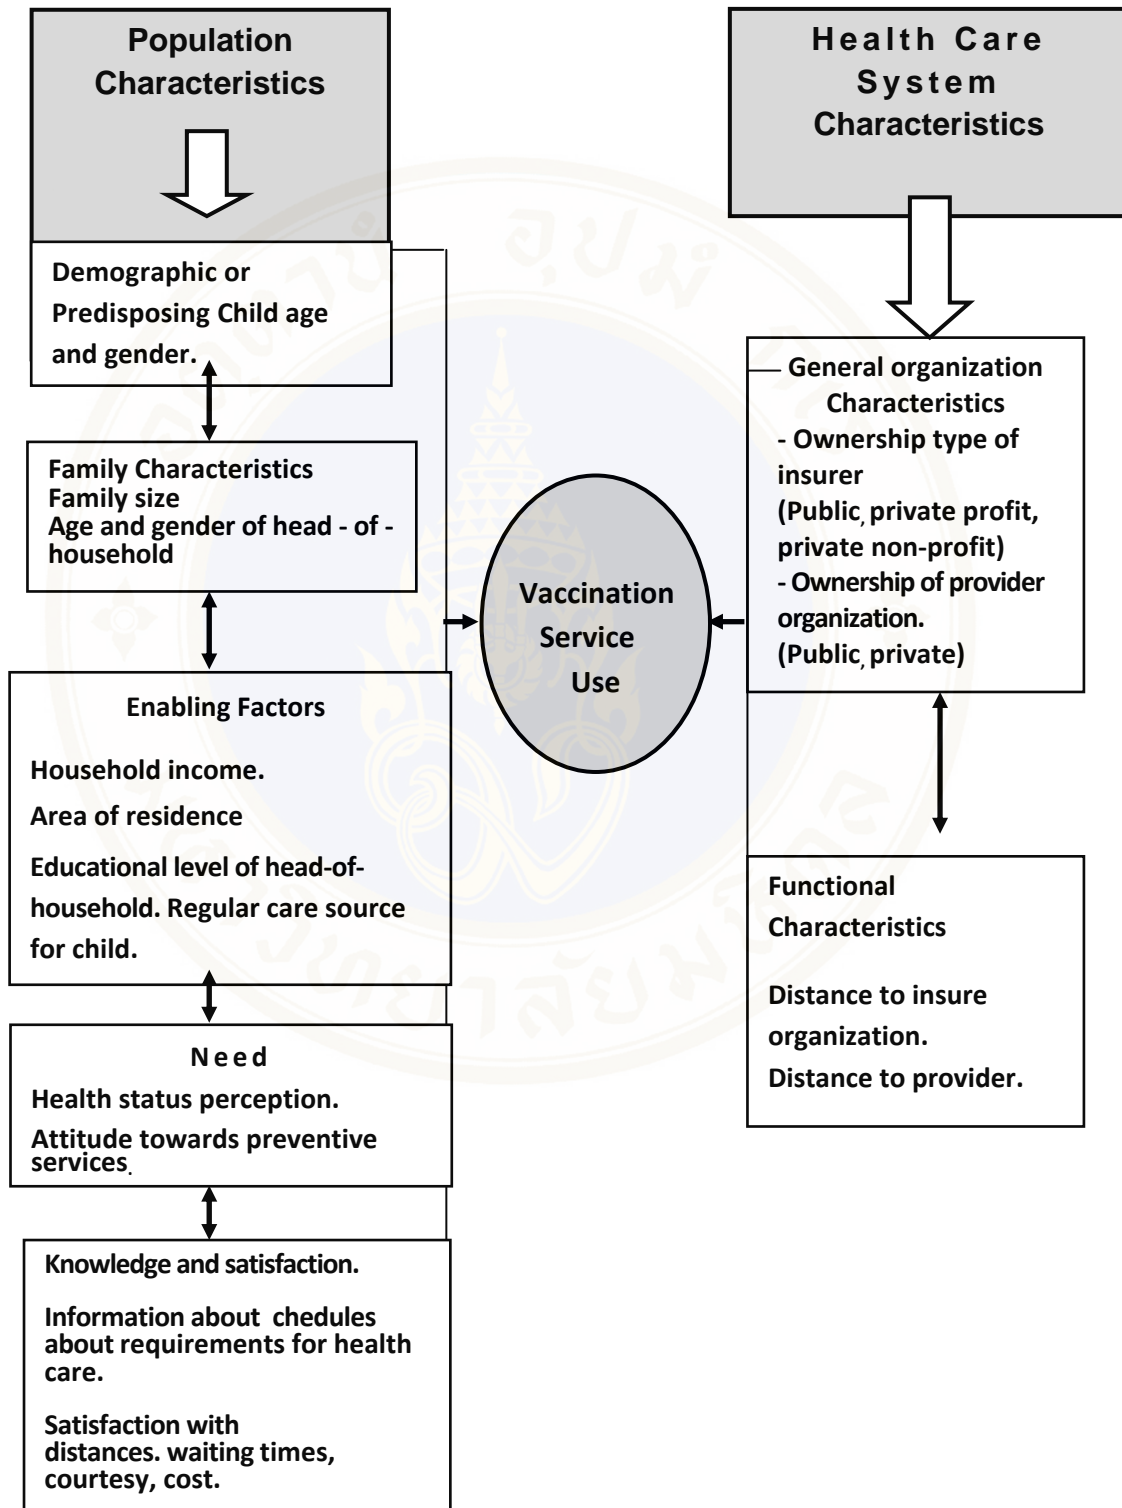 Population
Characteristics
Demographic or
Predisposing Child age
and gender.
Family Characteristics
Family size
Age and gender of head - of -
household
Enabling Factors
Household income.
Area of residence
Educational level of head-of-
household. Regular care source
for child.
Need
Health status perception.
Attitude towards preventive
services.
Knowledge and satisfaction.
Information about chedules
about requirements for health
care.
Satisfaction with
distances. waiting times,
courtesy, cost.
Vaccination
Service
Use
Health Care
System
Characteristics
General organization
Characteristics
- Ownership type of
insurer
(Public, private profit,
private non-profit)
- Ownership of provider
organization.
(Public, private)
Functional
Characteristics
Distance to insure
organization.
Distance to provider.